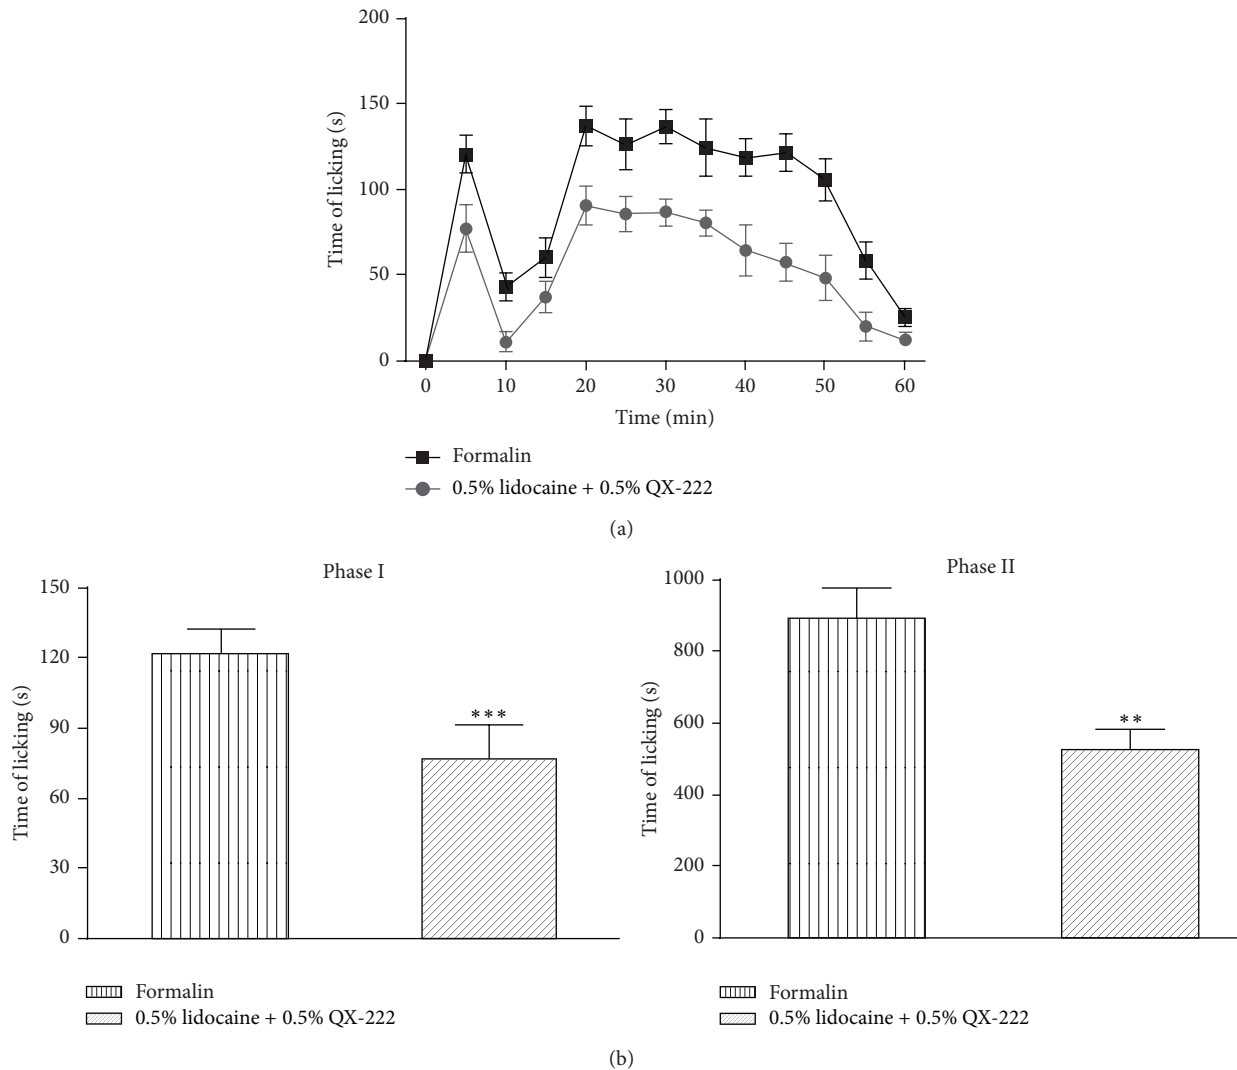 200
150
100
50
0
Time of licking (s)
0 10 20 30 40 50 60
Time (min)
Formalin
0.5% lidocaine + 0.5% QX-222
(a)
Phase I
150
120
90
60
30
0
Time of licking (s)
***
Formalin
0.5% lidocaine + 0.5% QX-222
Phase II
1000
800
600
400
200
0
Time of licking (s)
**
Formalin
0.5% lidocaine + 0.5% QX-222
(b)